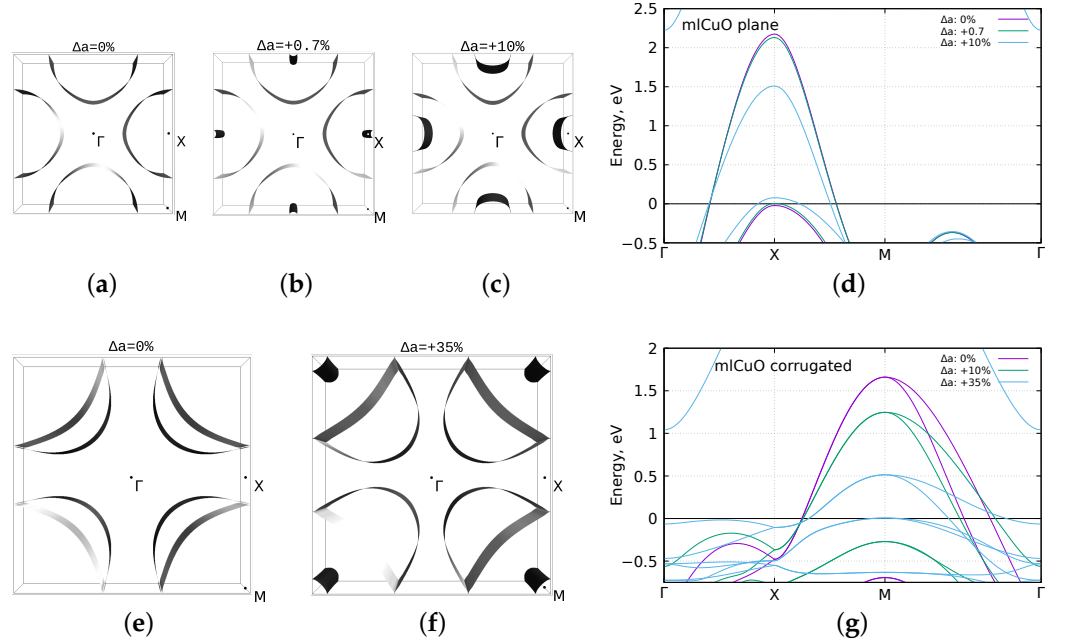 Δa=0%
Γ
X
M
(a)
Δa=+0.7%
Γ
X
M
(b)
Δa=+10%
Γ
X
M
(c)
mlCuO plane
Δa: 0%
Δa: +0.7
Δa: +10%
Energy, eV
2.5
2
1.5
1
0.5
0
−0.5
Γ X M Γ
(d)
Δa=0%
Γ
X
M
(e)
Δa=+35%
Γ
X
M
(f)
mlCuO corrugated
Δa: 0%
Δa: +10%
Δa: +35%
Energy, eV
2
1.5
1
0.5
0
−0.5
Γ X M Γ
(g)